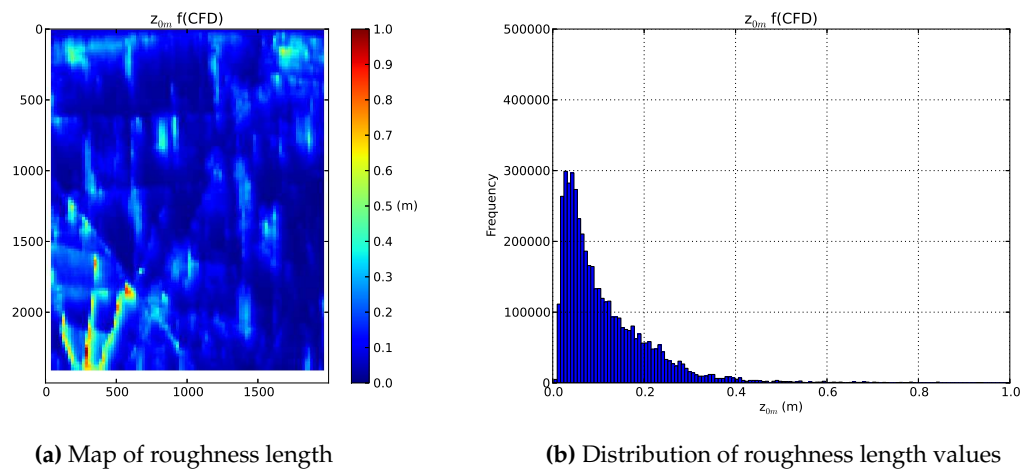 z0m f(CFD)
0
500
1000
1500
2000
0 500 1000 1500
1.0
0.9
0.8
0.7
0.6
0.5 (m)
0.4
0.3
0.2
0.1
0.0
z0m f(CFD)
500000
400000
300000
200000
100000
0
Frequency
0.0 0.2 0.4 0.6 0.8 1.0
z0m (m)
(a) Map of roughness length
(b) Distribution of roughness length values